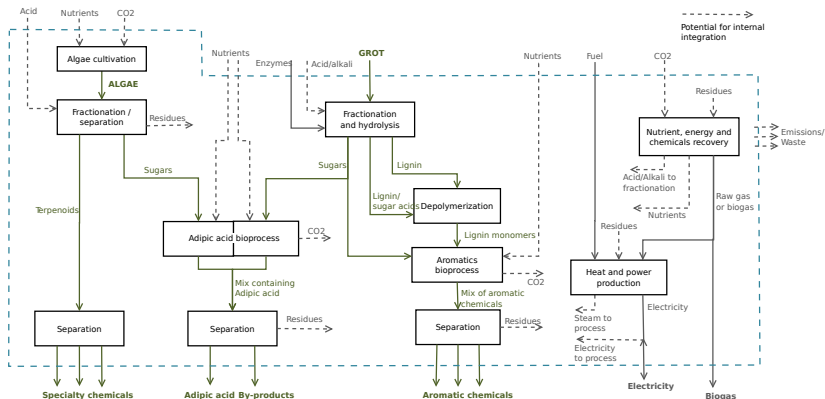 Acid
Nutrients
CO2
Potential for internal
integration
Algae cultivation
ALGAE
Nutrients
Enzymes
Acid/alkali
GROT
Nutrients
Fuel
CO2
Residues
Fractionation /
separation
Residues
Fractionation
and hydrolysis
Nutrient, energy and
chemicals recovery
Emissions/
Waste
Sugars
Sugars
Lignin
Acid/Alkali to
fractionation
Terpenoids
Lignin/
sugar acids
Depolymerization
Nutrients
Raw gas
or biogas
Adipic acid bioprocess
CO2
Lignin monomers
Residues
Aromatics
bioprocess
CO2
Heat and power
production
Mix containing
Adipic acid
Mix of aromatic
chemicals
Electricity
Separation
Separation
Residues
Separation
Residues
Steam to
process
Electricity
to process
Specialty chemicals
Adipic acid By-products
Aromatic chemicals
Electricity
Biogas